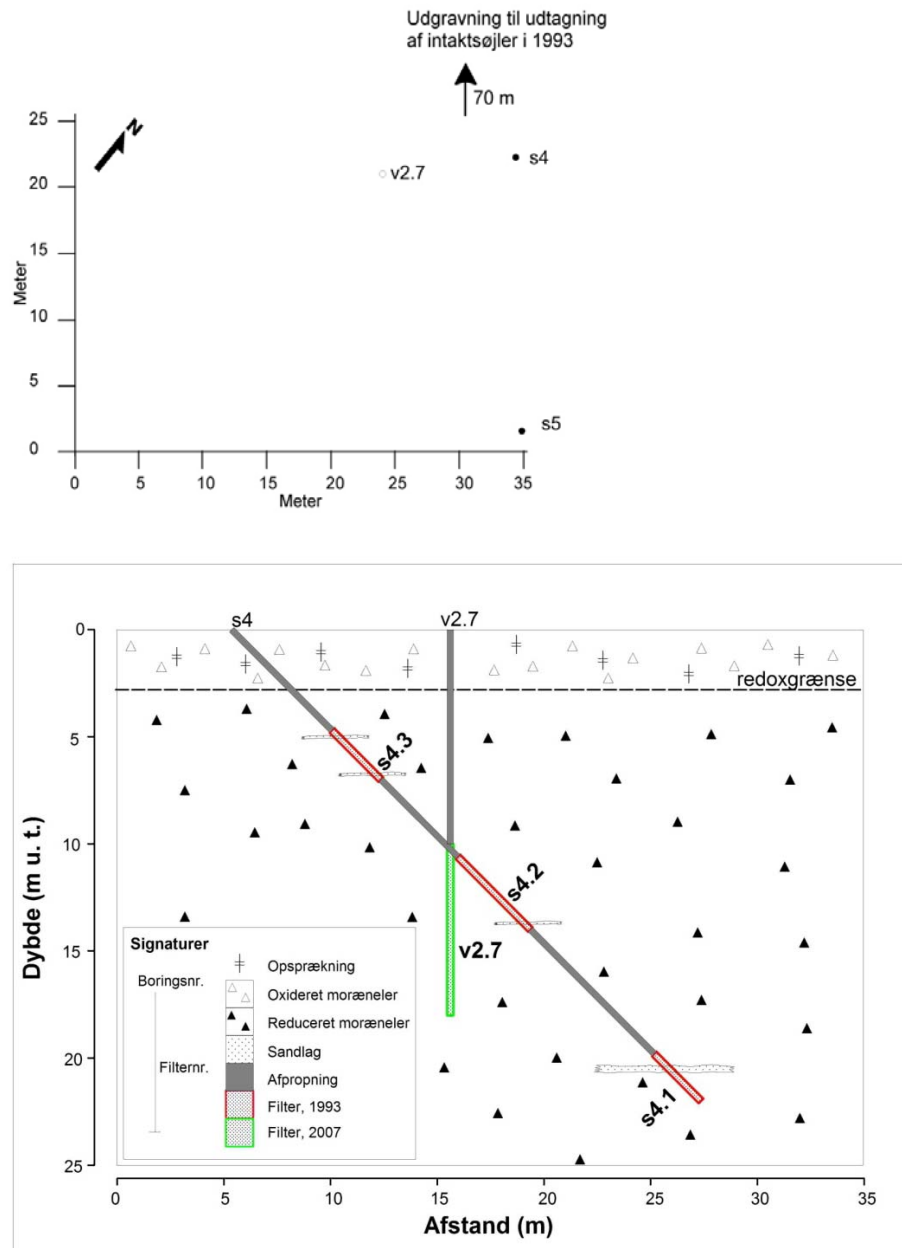 Udgravning til udtagning
af intaktsøjler i 1993
70 m
N
25
20
15
10
5
0
Meter
s4
v2.7
s5
0 5 10 15 20 25 30 35
Meter
s4 v2.7
0
5
10
15
20
25
Dybde (m u. t.)
redoxgrænse
s4.3
s4.2
v2.7
s4.1
Signaturer
Boringsnr.
Filternr.
Opsprækning
Oxideret moræneler
Reduceret moræneler
Sandlag
Afpropning
Filter, 1993
Filter, 2007
0 5 10 15 20 25 30 35
Afstand (m)